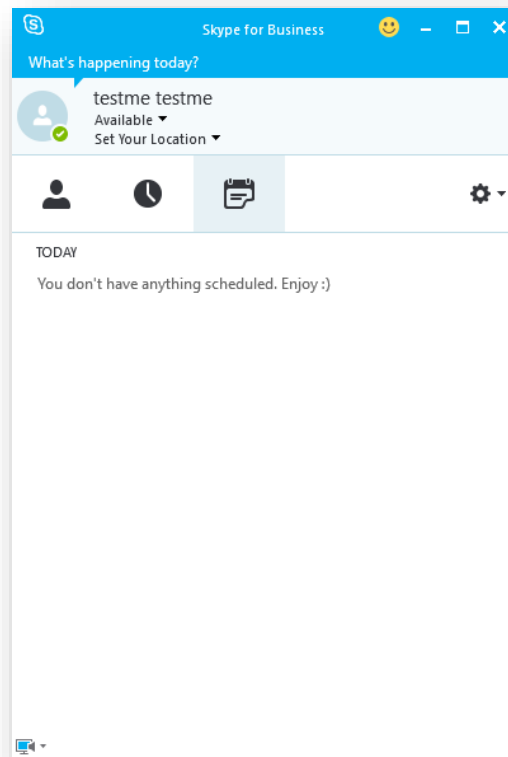 Skype for Business
What's happening today?
testme testme
Available
Set Your Location
TODAY
You don't have anything scheduled. Enjoy :)